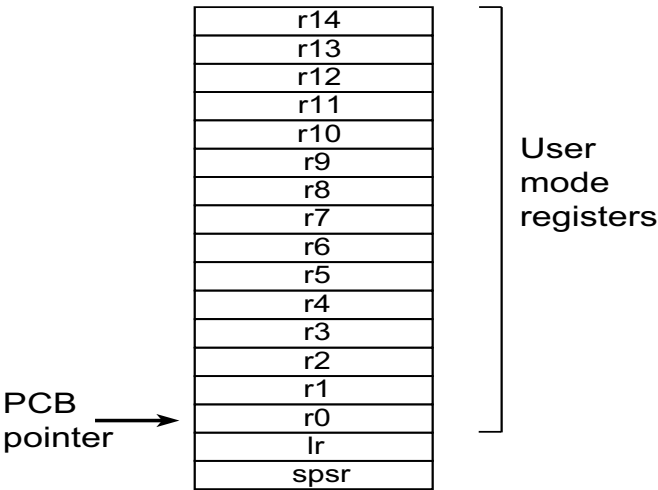 r14
r13
r12
r11
r10
r9
r8
r7
r6
r5
r4
r3
r2
r1
r0
lr
spsr
User
mode
registers
PCB
pointer